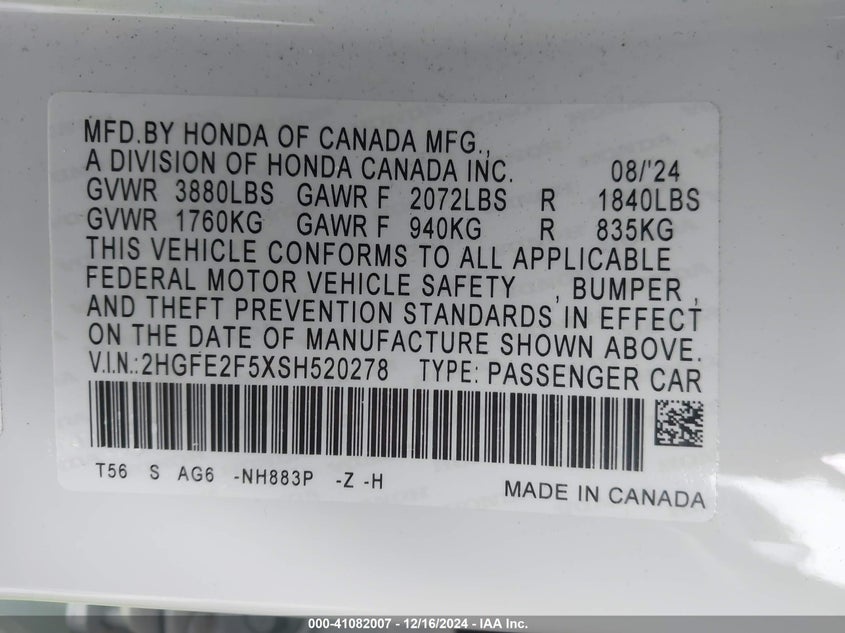 MFD.BY HONDA OF CANADA MFG.,
A DIVISION OF HONDA CANADA INC. 08/'24
GVWR 3880LBS GAWR F 2072LBS R 1840LBS
GVWR 1760KG GAWR F 940KG R 835KG
THIS VEHICLE CONFORMS TO ALL APPLICABLE
FEDERAL MOTOR VEHICLE SAFETY , BUMPER ,
AND THEFT PREVENTION STANDARDS IN EFFECT
ON THE DATE OF MANUFACTURE SHOWN ABOVE.
V.I.N.:2HGFE2F5XSH520278 TYPE: PASSENGER CAR
T56 S AG6 -NH883P -Z -H
MADE IN CANADA
000-41082007 - 12/16/2024 - IAA Inc.